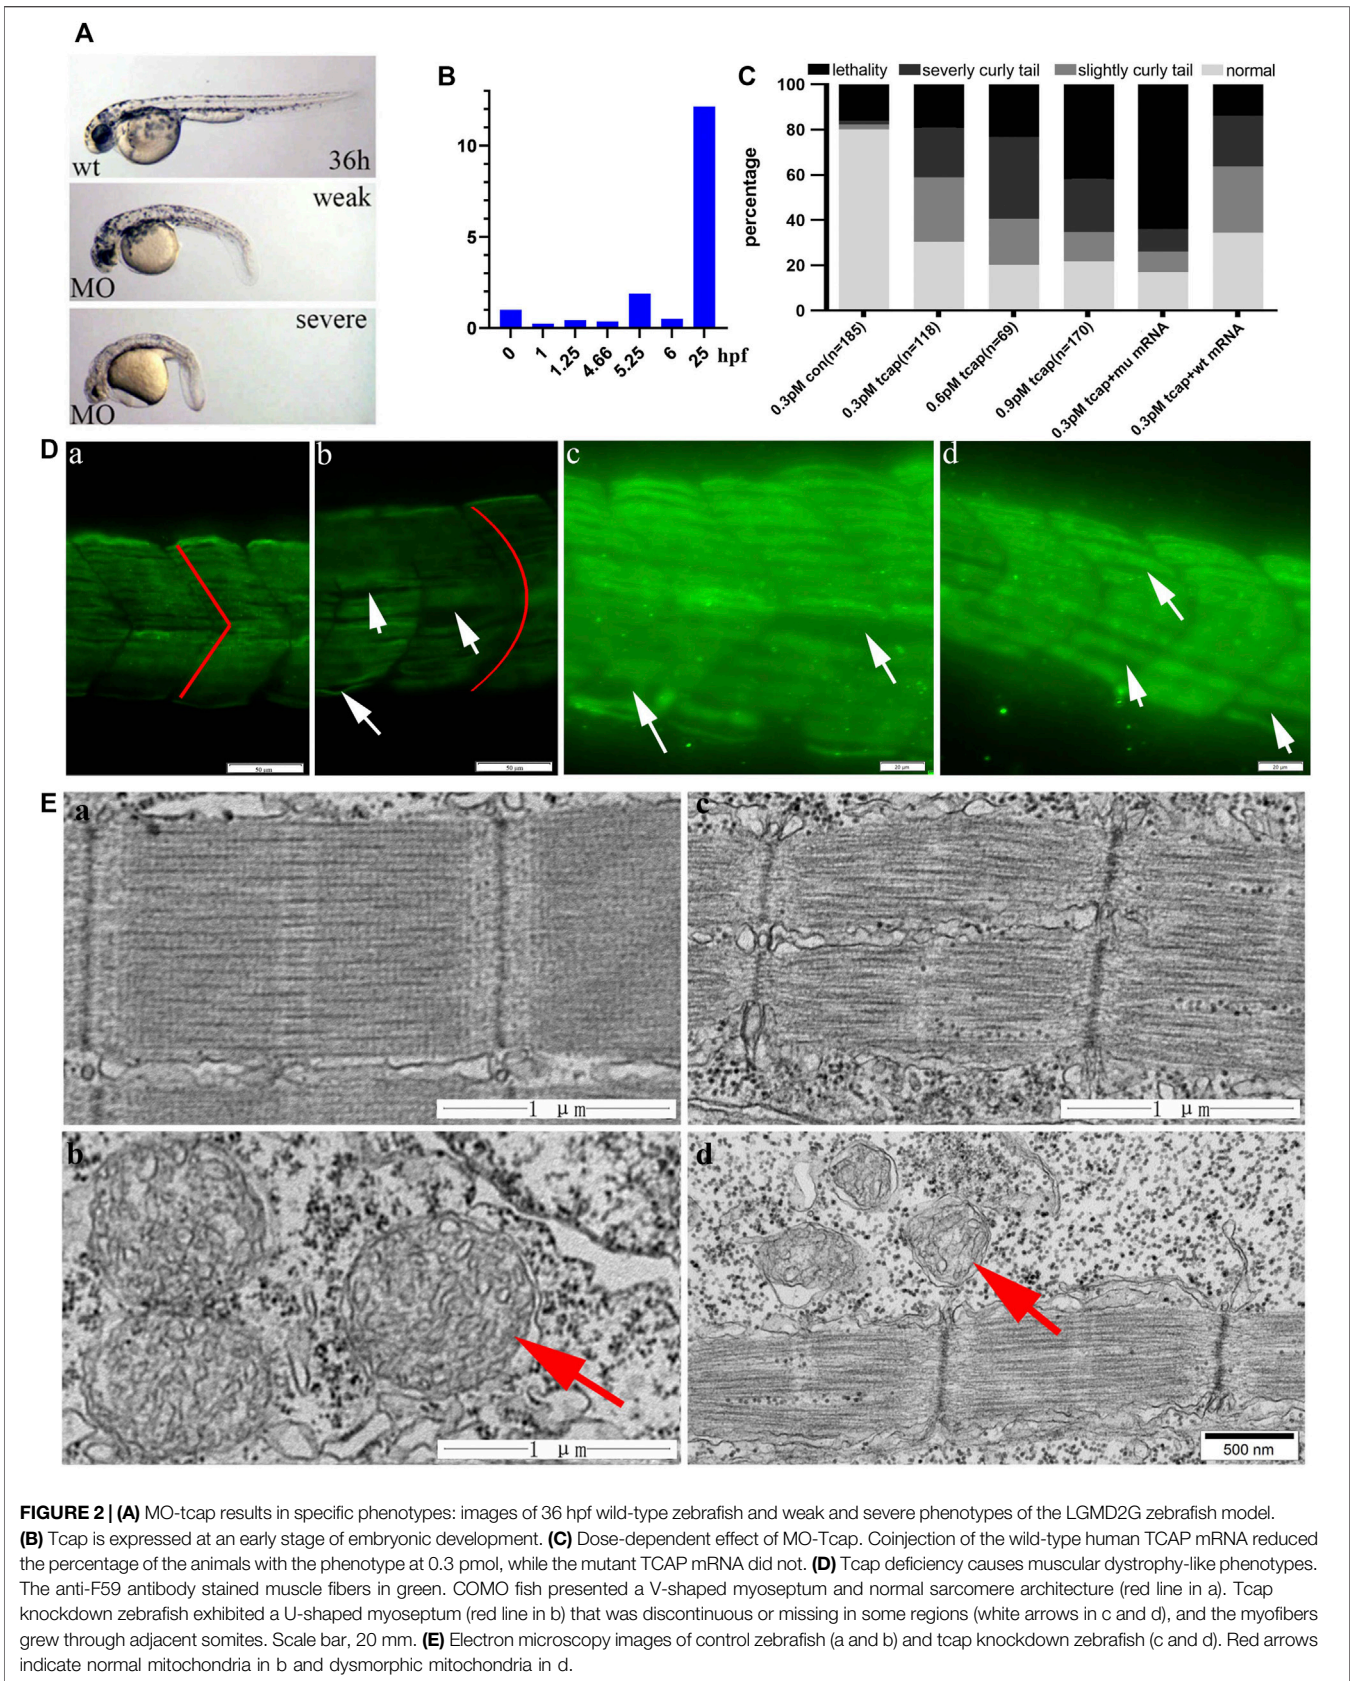 A
wt
36h
weak
MO
severe
MO
B
10
5
0
0
1
1.25
4.66
5.25
6
25
hpf
C
lethality
severly curly tail
slightly curly tail
normal
percentage
100
80
60
40
20
0
0.3pM con(n=185)
0.3pM tcap(n=118)
0.6pM tcap(n=69)
0.9pM tcap(n=170)
0.3pM tcap+mu mRNA
0.3pM tcap+wt mRNA
D
a
50 μm
b
50 μm
c
20 μm
d
20 μm
E
a
1 μm
c
1 μm
b
1 μm
d
500 nm
FIGURE 2 | (A) MO-tcap results in specific phenotypes: images of 36 hpf wild-type zebrafish and weak and severe phenotypes of the LGMD2G zebrafish model.
(B) Tcap is expressed at an early stage of embryonic development. (C) Dose-dependent effect of MO-Tcap. Coinjection of the wild-type human TCAP mRNA reduced
the percentage of the animals with the phenotype at 0.3 pmol, while the mutant TCAP mRNA did not. (D) Tcap deficiency causes muscular dystrophy-like phenotypes.
The anti-F59 antibody stained muscle fibers in green. COMO fish presented a V-shaped myoseptum and normal sarcomere architecture (red line in a). Tcap
knockdown zebrafish exhibited a U-shaped myoseptum (red line in b) that was discontinuous or missing in some regions (white arrows in c and d), and the myofibers
grew through adjacent somites. Scale bar, 20 mm. (E) Electron microscopy images of control zebrafish (a and b) and tcap knockdown zebrafish (c and d). Red arrows
indicate normal mitochondria in b and dysmorphic mitochondria in d.